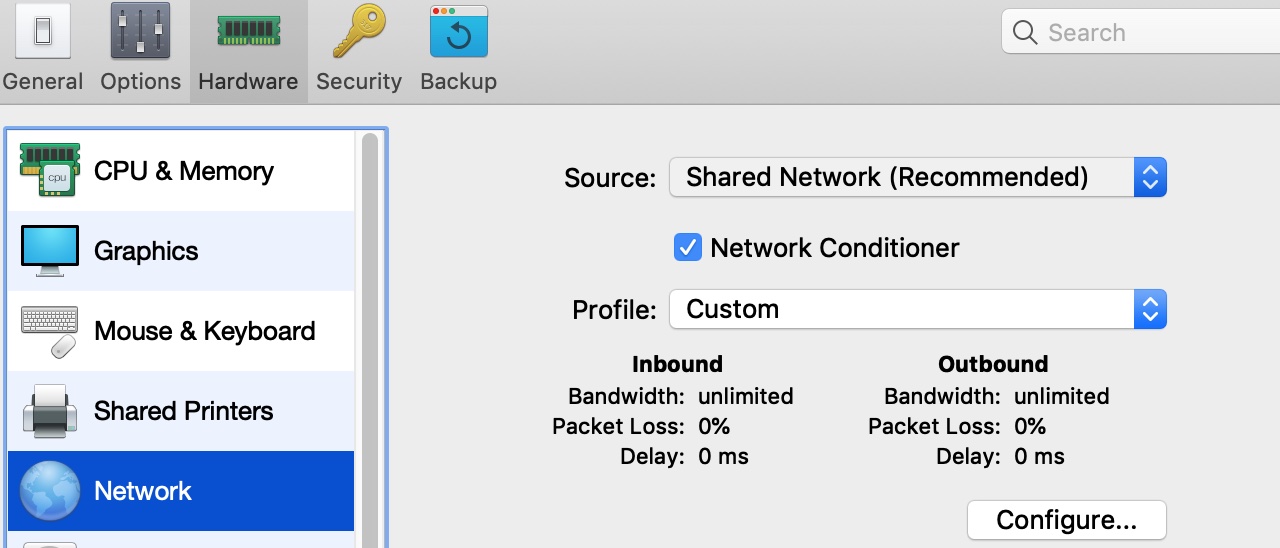 General Options Hardware Security Backup
Search
CPU & Memory
cpu
Graphics
Mouse & Keyboard
Shared Printers
Network
Source: Shared Network (Recommended)
Network Conditioner
Profile: Custom
Inbound Outbound
Bandwidth: unlimited Bandwidth: unlimited
Packet Loss: 0% Packet Loss: 0%
Delay: 0 ms Delay: 0 ms
Configure...